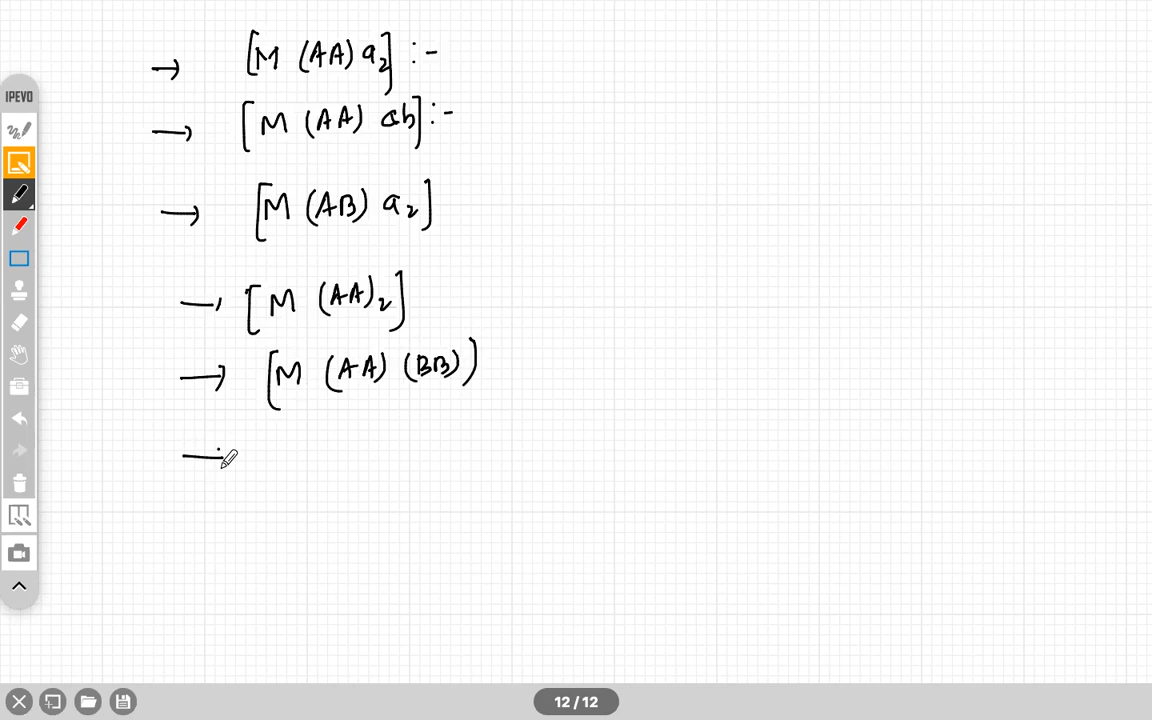 IPEVO
→ [M (AA) a₂] :-
→ [M (AA) ab] :-
→ [M (AB) a₂]
→ [M (AA)₂]
→ [M (AA) (BB))
12 / 12